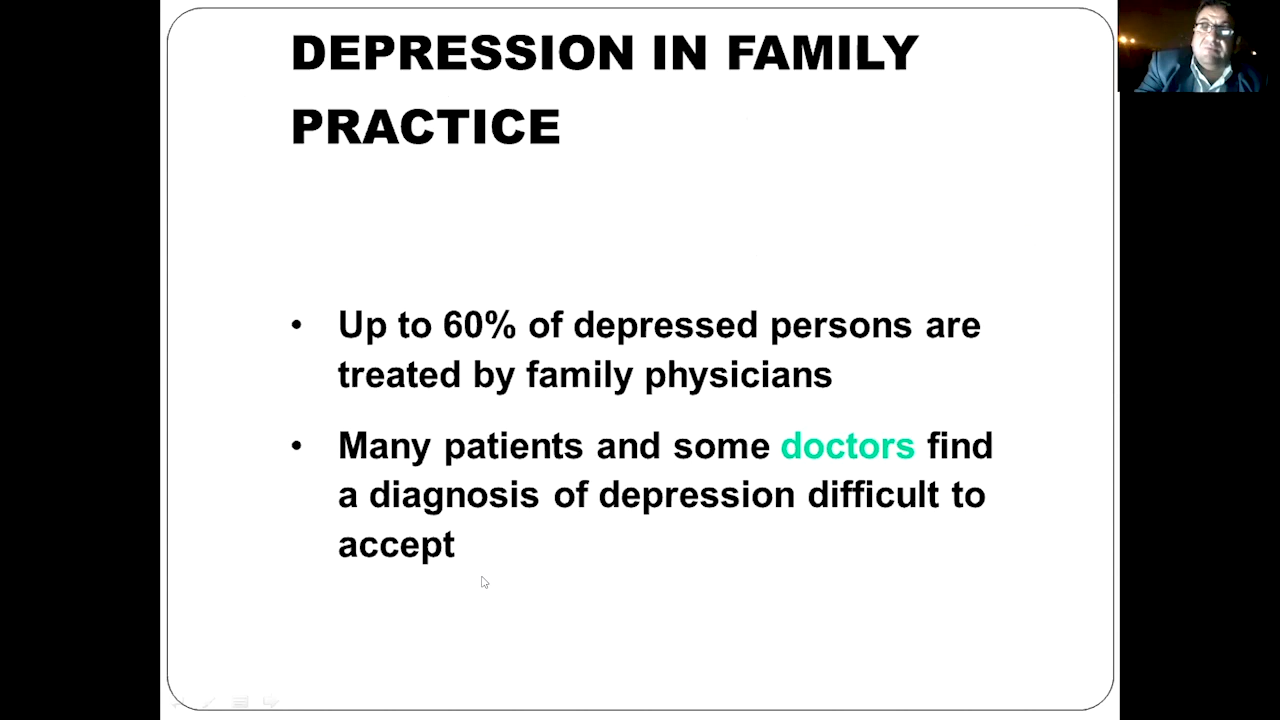 DEPRESSION IN FAMILY
PRACTICE
• Up to 60% of depressed persons are
treated by family physicians
• Many patients and some doctors find
a diagnosis of depression difficult to
accept